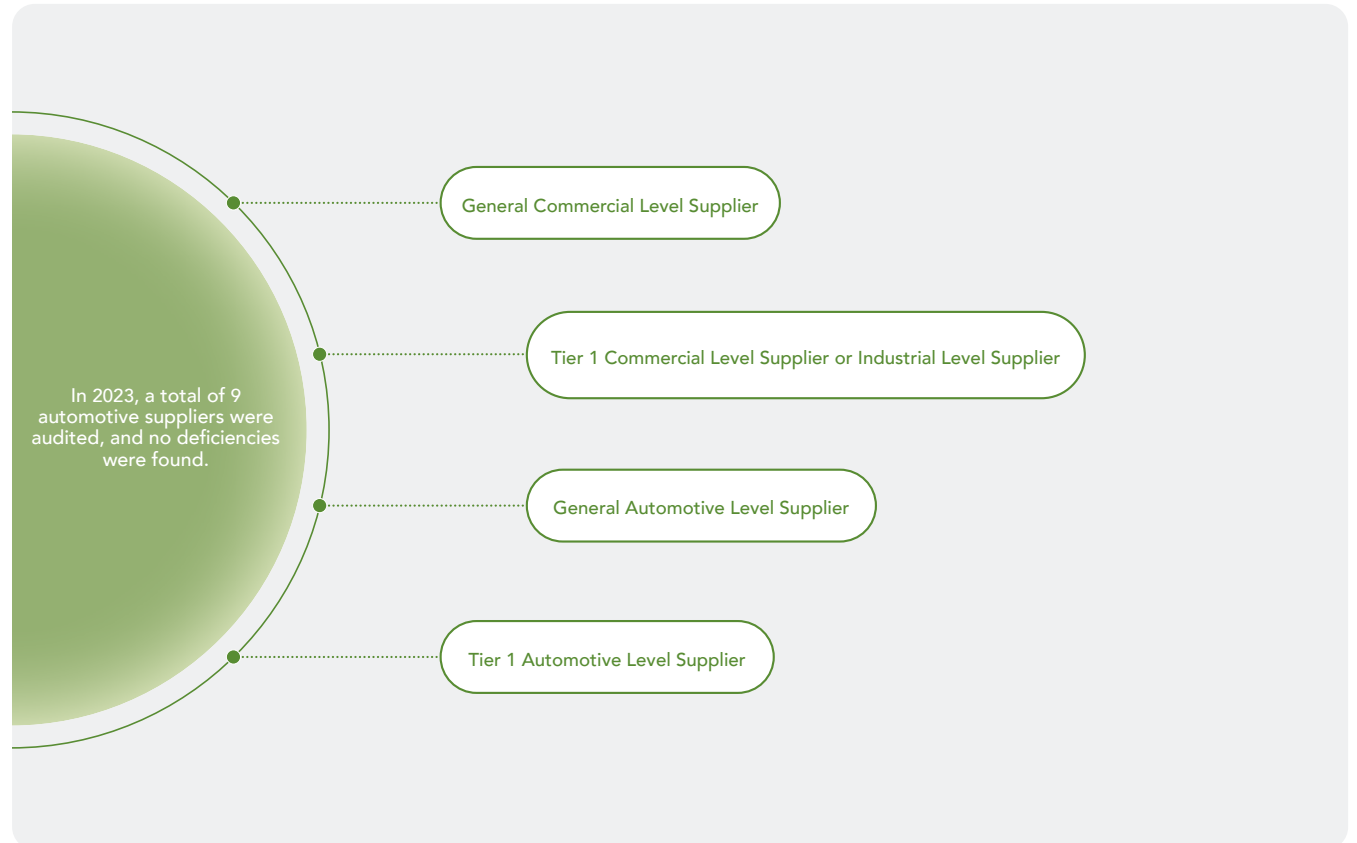 General Commercial Level Supplier
Tier 1 Commercial Level Supplier or Industrial Level Supplier
In 2023, a total of 9
automotive suppliers were
audited, and no deficiencies
were found.
General Automotive Level Supplier
Tier 1 Automotive Level Supplier